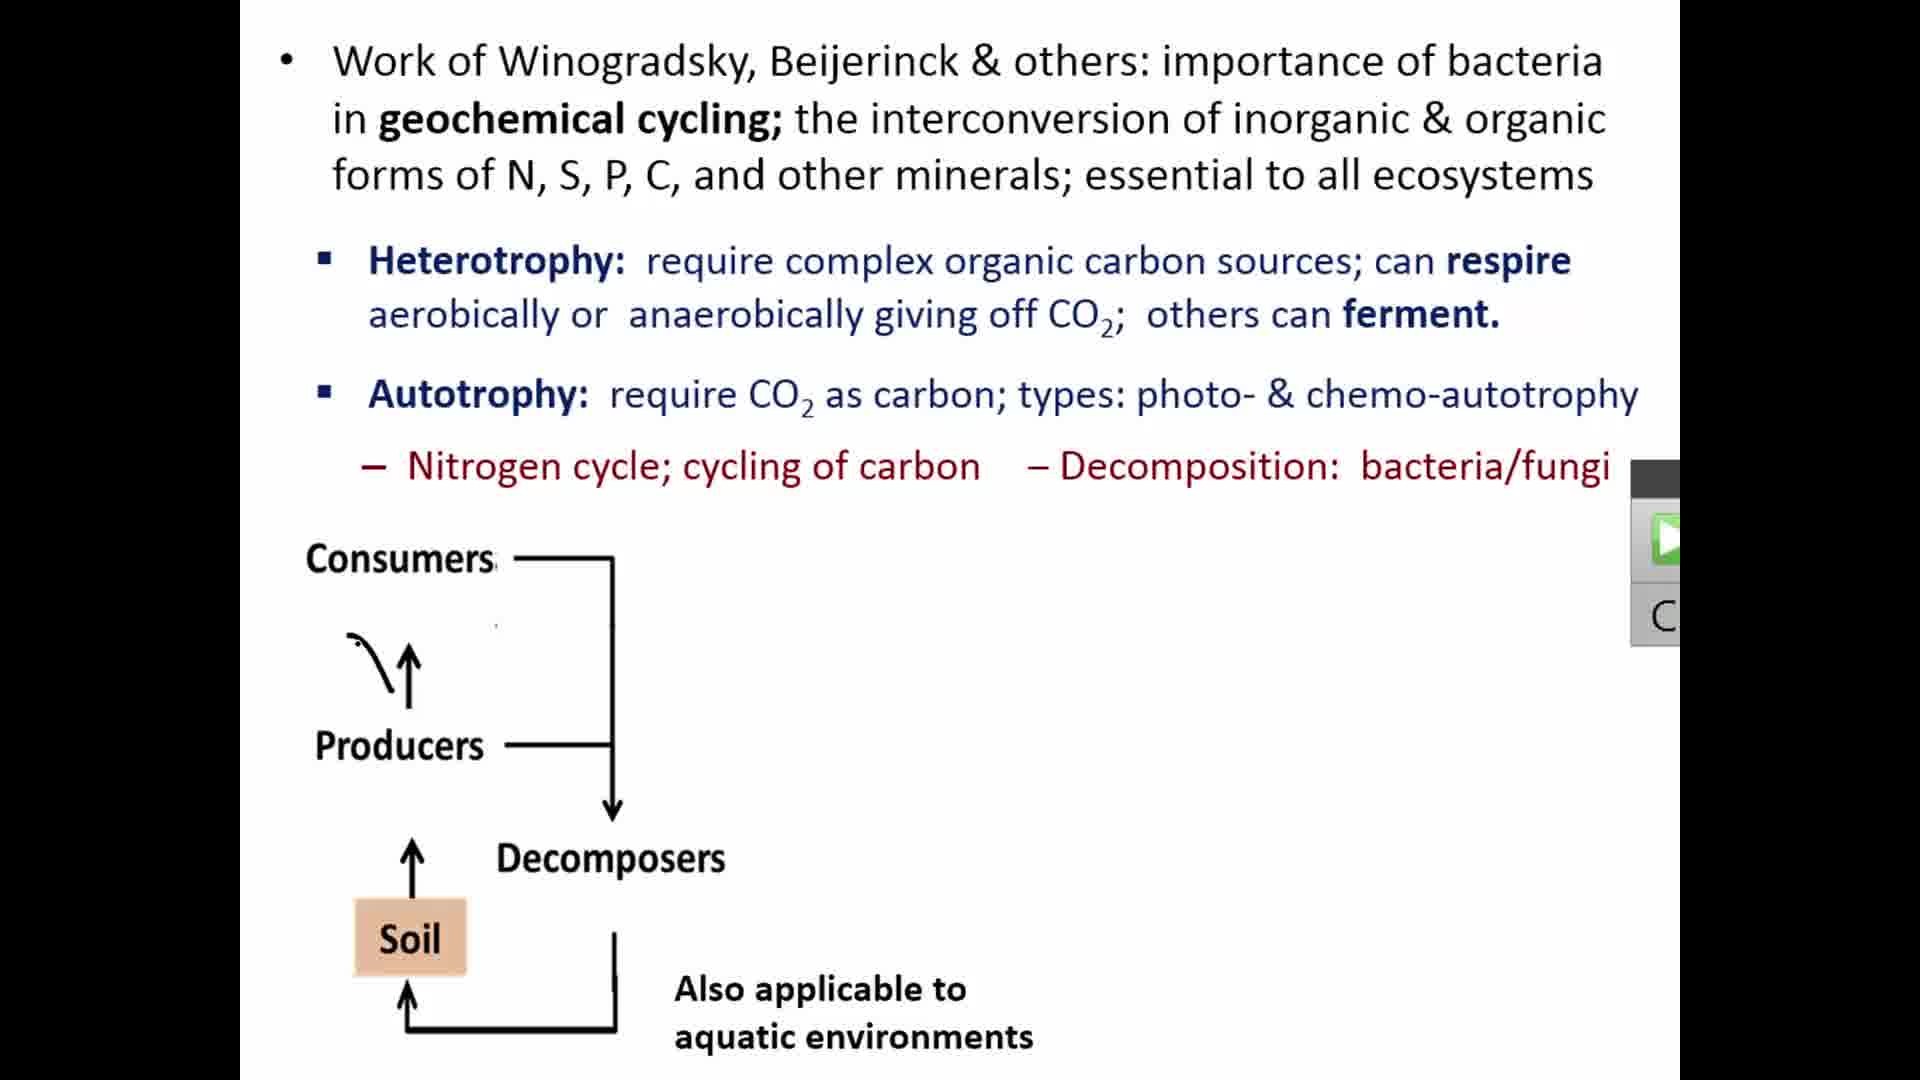 • Work of Winogradsky, Beijerinck & others: importance of bacteria
in geochemical cycling; the interconversion of inorganic & organic
forms of N, S, P, C, and other minerals; essential to all ecosystems
▪ Heterotrophy: require complex organic carbon sources; can respire
aerobically or anaerobically giving off CO₂; others can ferment.
▪ Autotrophy: require CO₂ as carbon; types: photo- & chemo-autotrophy
– Nitrogen cycle; cycling of carbon – Decomposition: bacteria/fungi
Consumers
Producers
Decomposers
Soil
Also applicable to
aquatic environments
C